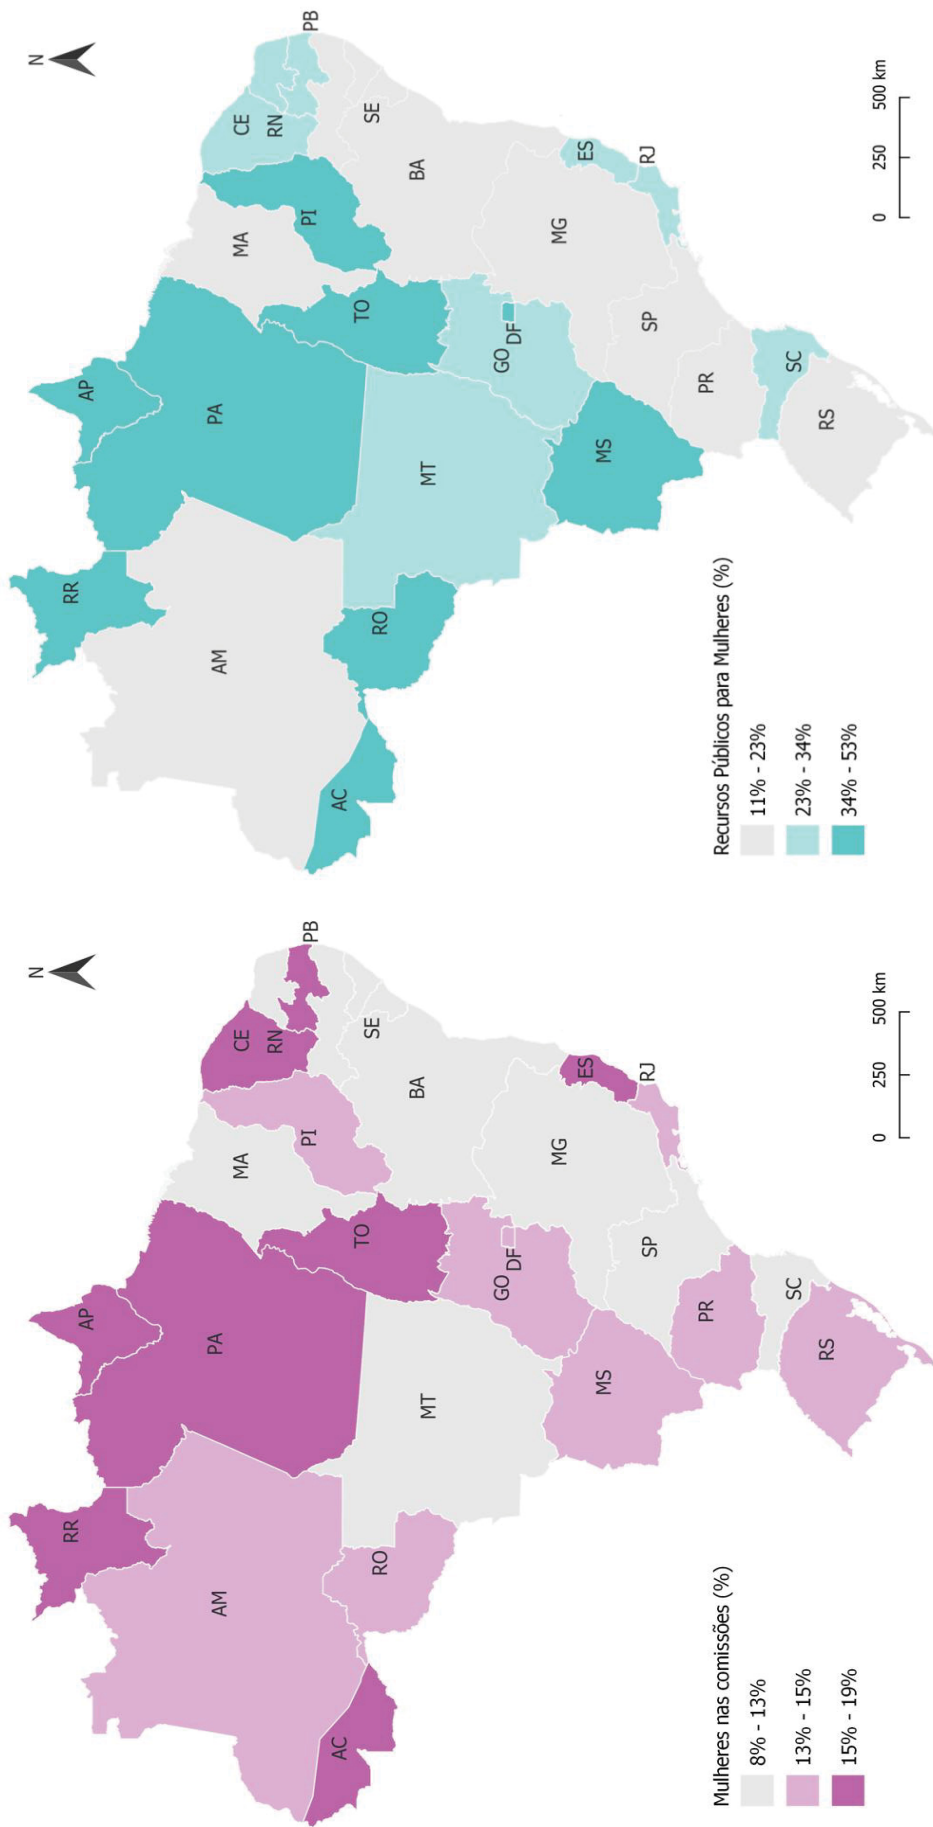 N
RR
AP
AM
PA
MA
CE
RN
PB
PI
AC
RO
TO
SE
MT
BA
GO
DF
MG
MS
ES
SP
RJ
PR
SC
RS
Mulheres nas comissões (%)
8% - 13%
13% - 15%
15% - 19%
0 250 500 km
N
RR
AP
AM
PA
MA
CE
RN
PB
PI
AC
RO
TO
SE
MT
BA
GO
DF
MG
MS
ES
SP
RJ
PR
SC
RS
Recursos Públicos para Mulheres (%)
11% - 23%
23% - 34%
34% - 53%
0 250 500 km